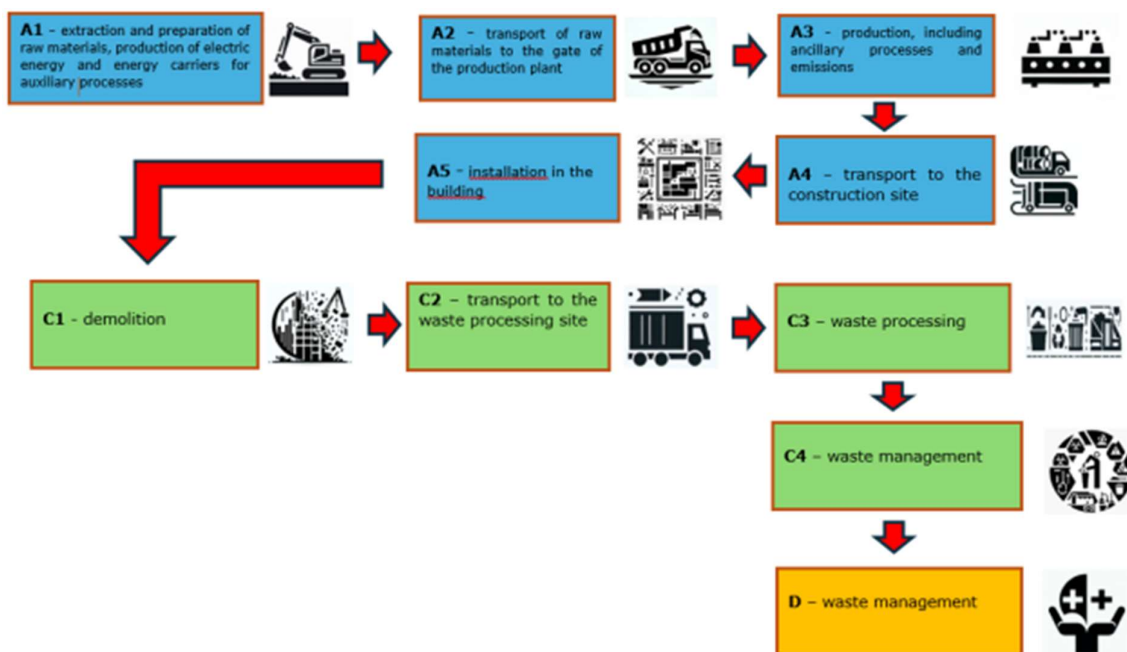 A1 - extraction and preparation of
raw materials, production of electric
energy and energy carriers for
auxiliary processes
A2 - transport of raw
materials to the gate of
the production plant
A3 - production, including
ancillary processes and
emissions
A4 - transport to the
construction site
A5 - installation in the
building
C1 - demolition
C2 – transport to the
waste processing site
C3 – waste processing
C4 – waste management
D – waste management